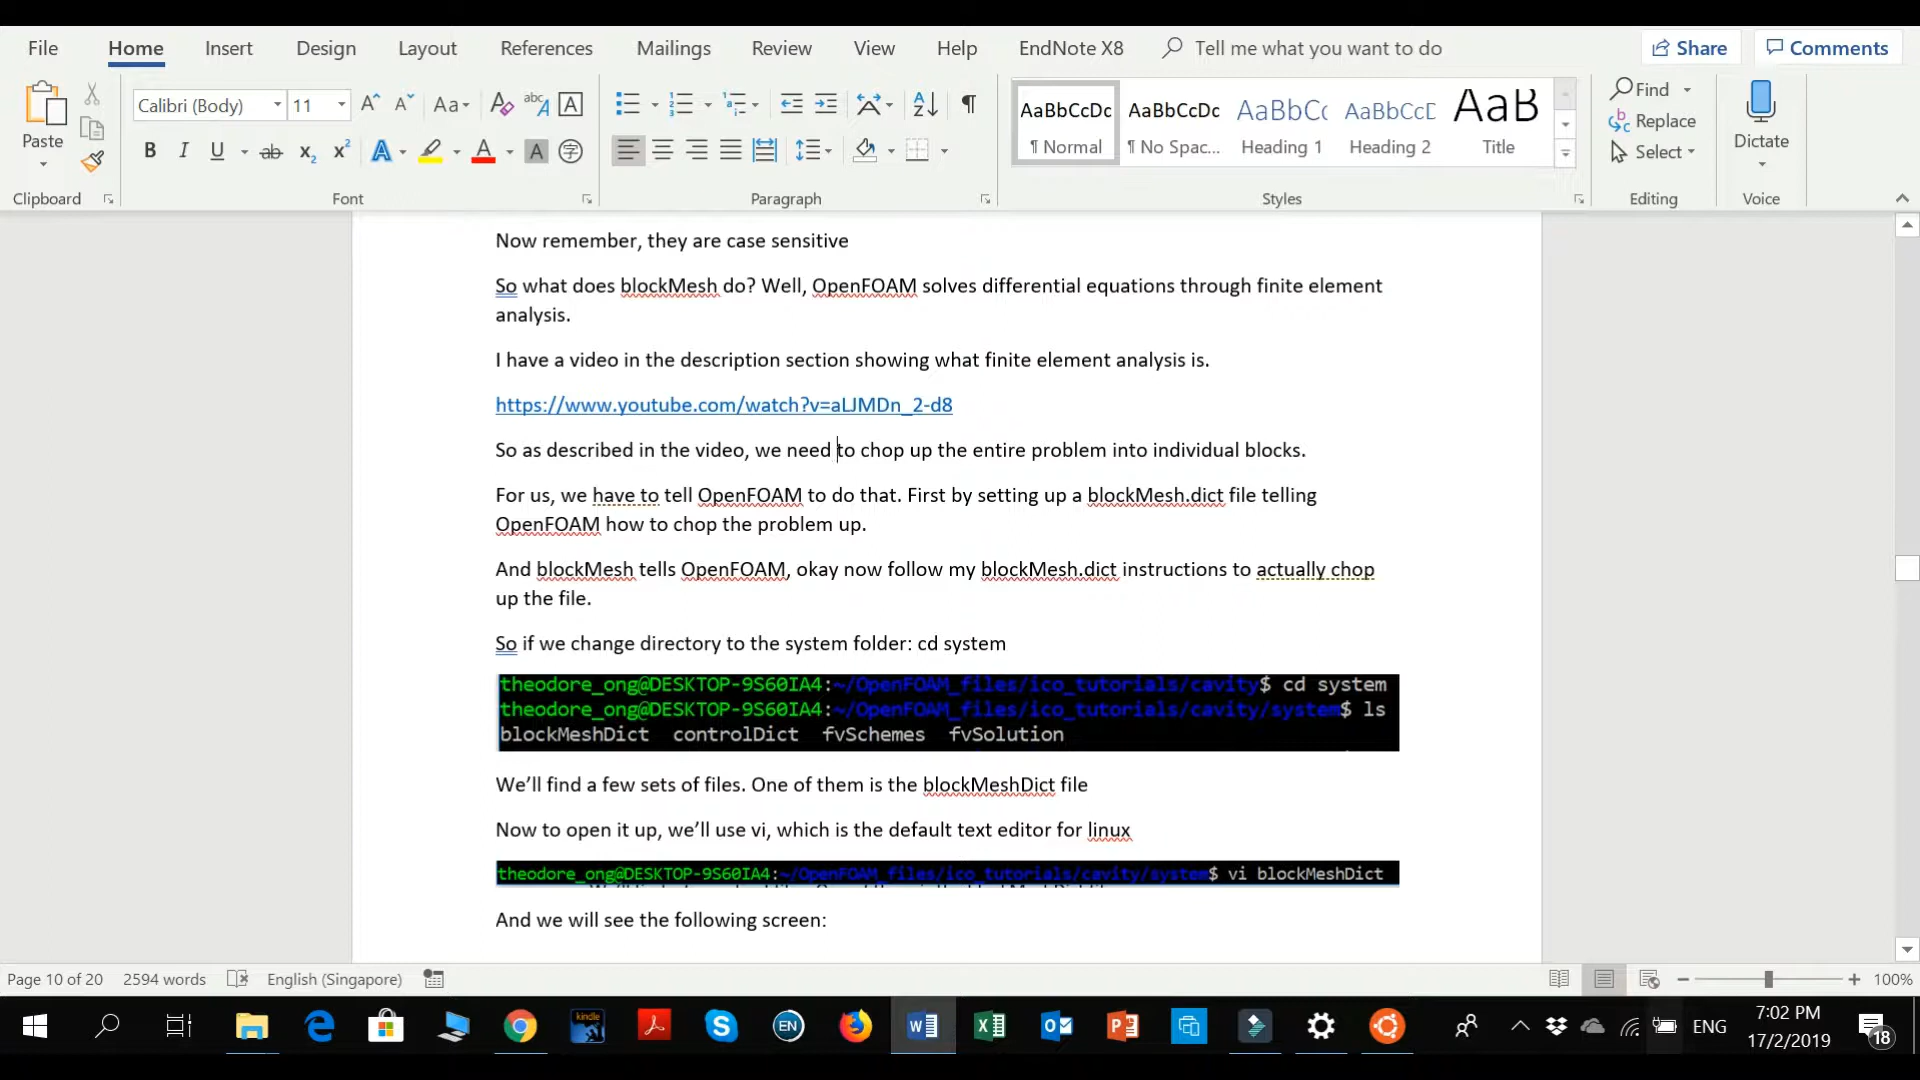 File Home Insert Design Layout References Mailings Review View Help EndNote X8 Tell me what you want to do Share Comments
Calibri (Body) 11 Aa AaBbCcDc AaBbCcDc AaBbC AaBbCcD AaB Find
Paste ¶ Normal ¶ No Spac... Heading 1 Heading 2 Title Replace Select Dictate
Clipboard Font Paragraph Styles Editing Voice
Now remember, they are case sensitive
So what does blockMesh do? Well, OpenFOAM solves differential equations through finite element
analysis.
I have a video in the description section showing what finite element analysis is.
https://www.youtube.com/watch?v=aLJMDn_2-d8
So as described in the video, we need to chop up the entire problem into individual blocks.
For us, we have to tell OpenFOAM to do that. First by setting up a blockMesh.dict file telling
OpenFOAM how to chop the problem up.
And blockMesh tells OpenFOAM, okay now follow my blockMesh.dict instructions to actually chop
up the file.
So if we change directory to the system folder: cd system
theodore_ong@DESKTOP-9S60IA4:~/OpenFOAM_files/ico_tutorials/cavity$ cd system
theodore_ong@DESKTOP-9S60IA4:~/OpenFOAM_files/ico_tutorials/cavity/system$ ls
blockMeshDict controlDict fvSchemes fvSolution
We’ll find a few sets of files. One of them is the blockMeshDict file
Now to open it up, we’ll use vi, which is the default text editor for linux
theodore_ong@DESKTOP-9S60IA4:~/OpenFOAM_files/ico_tutorials/cavity/system$ vi blockMeshDict
And we will see the following screen:
Page 10 of 20 2594 words English (Singapore) 100%
kindle EN ENG 7:02 PM
17/2/2019 18